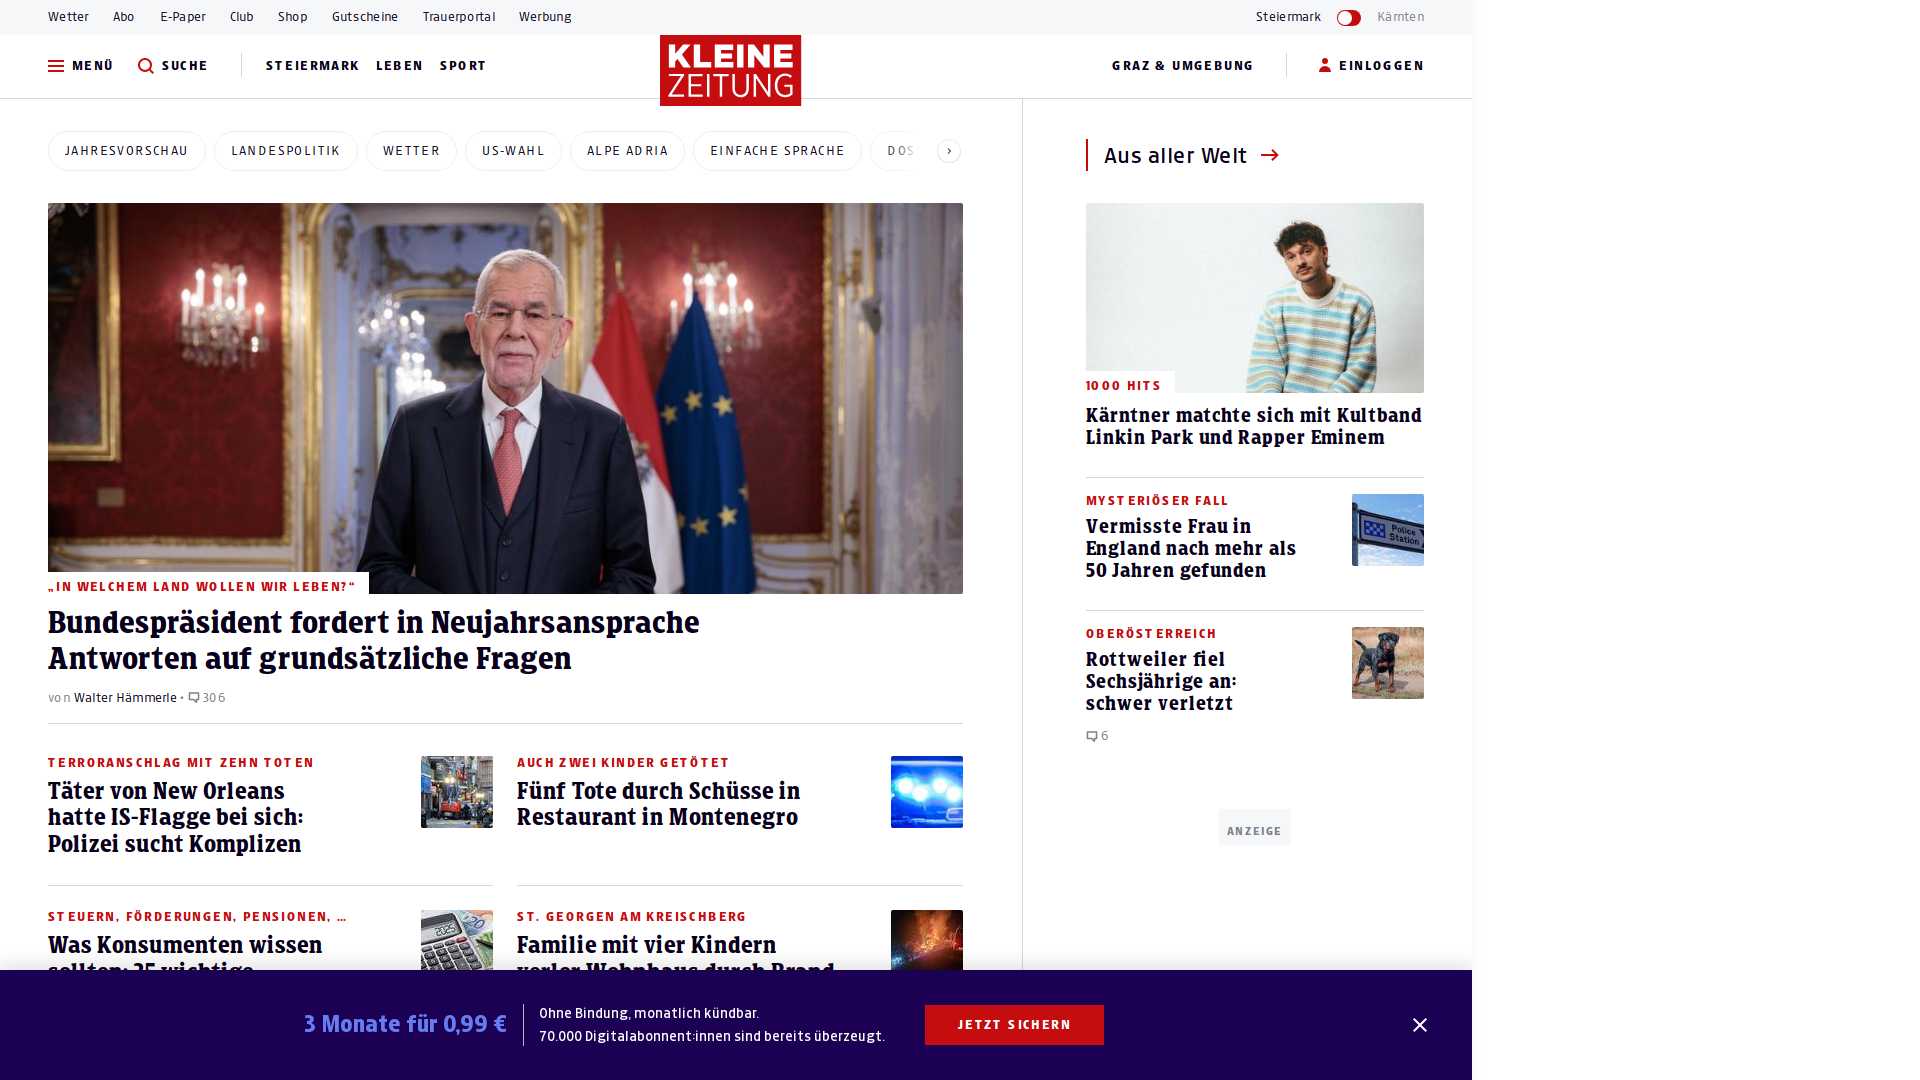 Wetter Abo E-Paper Club Shop Gutscheine Trauerportal Werbung
Steiermark Kärnten
MENÜ SUCHE STEIERMARK LEBEN SPORT
KLEINE
ZEITUNG
GRAZ & UMGEBUNG EINLOGGEN
JAHRESVORSCHAU LANDESPOLITIK WETTER US-WAHL ALPE ADRIA EINFACHE SPRACHE DOS
„IN WELCHEM LAND WOLLEN WIR LEBEN?“
Bundespräsident fordert in Neujahrsansprache
Antworten auf grundsätzliche Fragen
von Walter Hämmerle • 306
TERRORANSCHLAG MIT ZEHN TOTEN
Täter von New Orleans
hatte IS-Flagge bei sich:
Polizei sucht Komplizen
AUCH ZWEI KINDER GETÖTET
Fünf Tote durch Schüsse in
Restaurant in Montenegro
STEUERN, FÖRDERUNGEN, PENSIONEN, ...
Was Konsumenten wissen
sollten: 25 wichtige
2025
20
ST. GEORGEN AM KREISCHBERG
Familie mit vier Kindern
verlor Wohnhaus durch Brand
Aus aller Welt
1000 HITS
Kärntner matchte sich mit Kultband
Linkin Park und Rapper Eminem
MYSTERIÖSER FALL
Vermisste Frau in
England nach mehr als
50 Jahren gefunden
Police
Station
OBERÖSTERREICH
Rottweiler fiel
Sechsjährige an:
schwer verletzt
6
ANZEIGE
3 Monate für 0,99 €
Ohne Bindung, monatlich kündbar.
70.000 Digitalabonnent:innen sind bereits überzeugt.
JETZT SICHERN